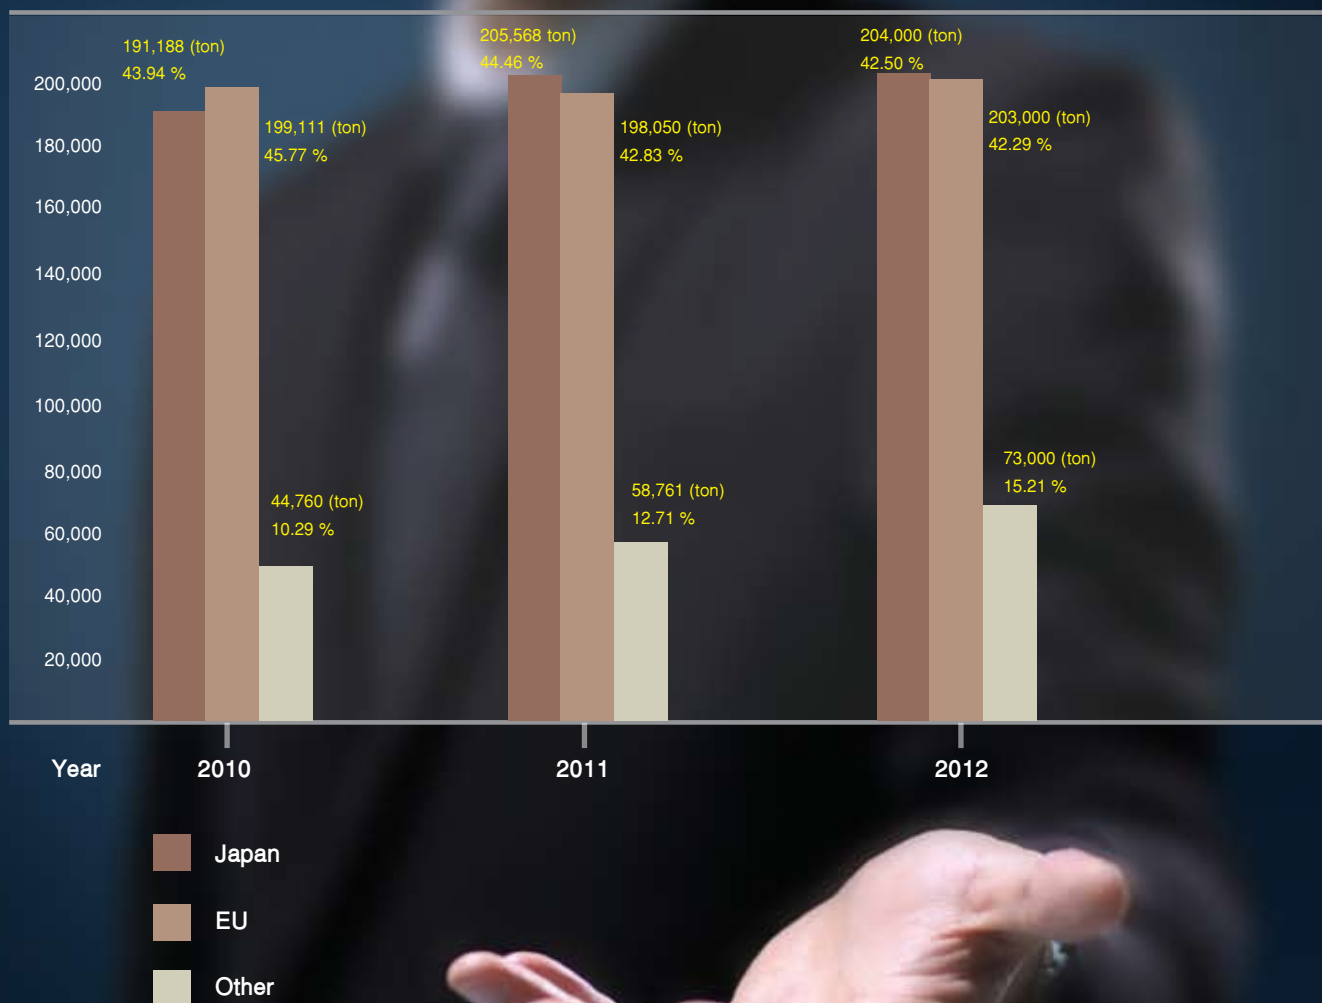 191,188 (ton)
43.94 %
205,568 ton)
44.46 %
204,000 (ton)
42.50 %
200,000
199,111 (ton)
45.77 %
198,050 (ton)
42.83 %
203,000 (ton)
42.29 %
180,000
160,000
140,000
120,000
100,000
80,000
73,000 (ton)
15.21 %
44,760 (ton)
10.29 %
58,761 (ton)
12.71 %
60,000
40,000
20,000
Year 2010 2011 2012
Japan
EU
Other